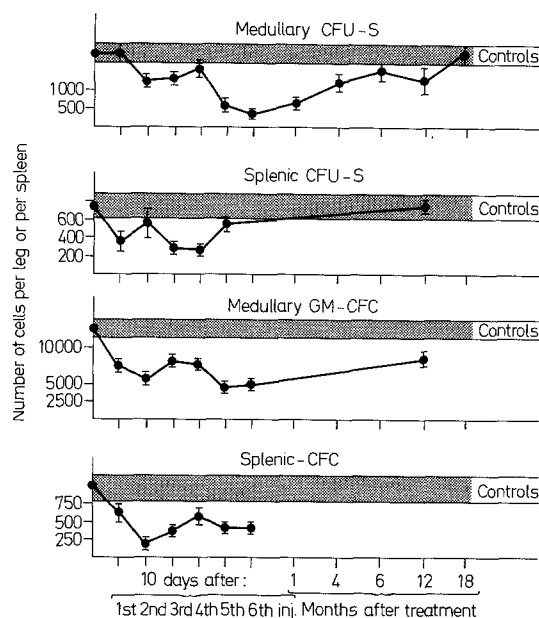 Medullary CFU-S
Controls
1000
500
Splenic CFU-S
Controls
600
400
200
Medullary GM-CFC
Controls
10000
5000
2500
Splenic-CFC
Controls
750
500
250
Number of cells per leg or per spleen
10 days after: 1 4 6 12 18
1st 2nd 3rd 4th 5th 6th inj. Months after treatment